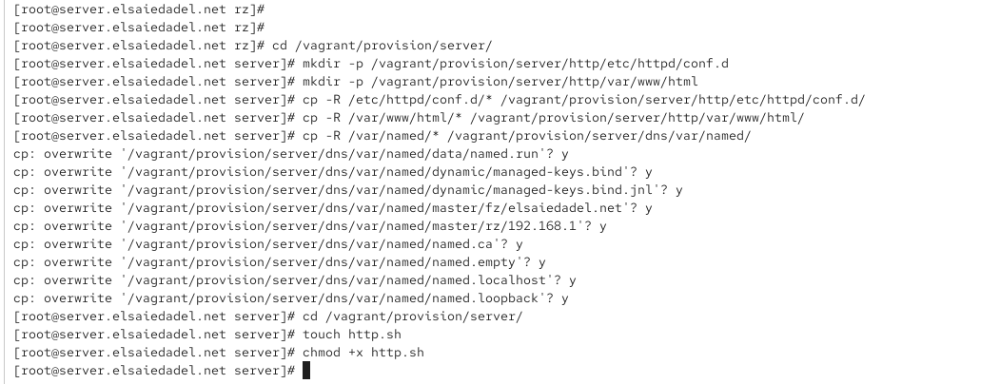 [root@server.elsaiedadel.net rz]#
[root@server.elsaiedadel.net rz]#
[root@server.elsaiedadel.net rz]# cd /vagrant/provision/server/
[root@server.elsaiedadel.net server]# mkdir -p /vagrant/provision/server/http/etc/httpd/conf.d
[root@server.elsaiedadel.net server]# mkdir -p /vagrant/provision/server/http/var/www/html
[root@server.elsaiedadel.net server]# cp -R /etc/httpd/conf.d/* /vagrant/provision/server/http/etc/httpd/conf.d/
[root@server.elsaiedadel.net server]# cp -R /var/www/html/* /vagrant/provision/server/http/var/www/html/
[root@server.elsaiedadel.net server]# cp -R /var/named/* /vagrant/provision/server/dns/var/named/
cp: overwrite '/vagrant/provision/server/dns/var/named/data/named.run'? y
cp: overwrite '/vagrant/provision/server/dns/var/named/dynamic/managed-keys.bind'? y
cp: overwrite '/vagrant/provision/server/dns/var/named/dynamic/managed-keys.bind.jnl'? y
cp: overwrite '/vagrant/provision/server/dns/var/named/master/fz/elsaiedadel.net'? y
cp: overwrite '/vagrant/provision/server/dns/var/named/master/rz/192.168.1'? y
cp: overwrite '/vagrant/provision/server/dns/var/named/named.ca'? y
cp: overwrite '/vagrant/provision/server/dns/var/named/named.empty'? y
cp: overwrite '/vagrant/provision/server/dns/var/named/named.localhost'? y
cp: overwrite '/vagrant/provision/server/dns/var/named/named.loopback'? y
[root@server.elsaiedadel.net server]# cd /vagrant/provision/server/
[root@server.elsaiedadel.net server]# touch http.sh
[root@server.elsaiedadel.net server]# chmod +x http.sh
[root@server.elsaiedadel.net server]#